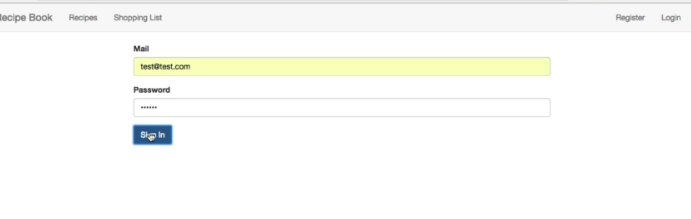 Recipe Book Recipes Shopping List Register Login
Mail
test@test.com
Password
Sign In